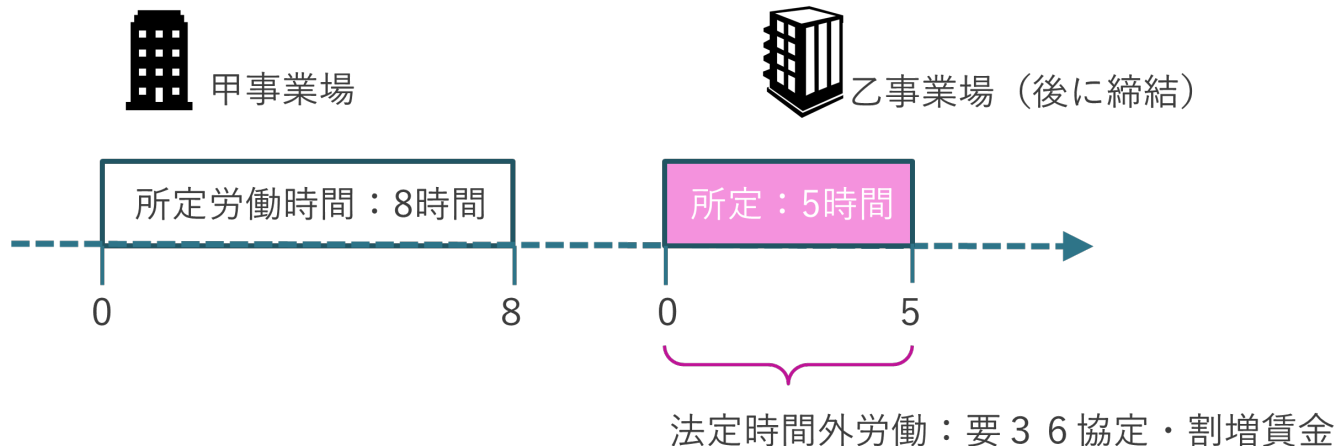 甲事業場
乙事業場（後に締結）
所定労働時間：8時間
所定：5時間
0
8
0
5
法定時間外労働：要３６協定・割増賃金